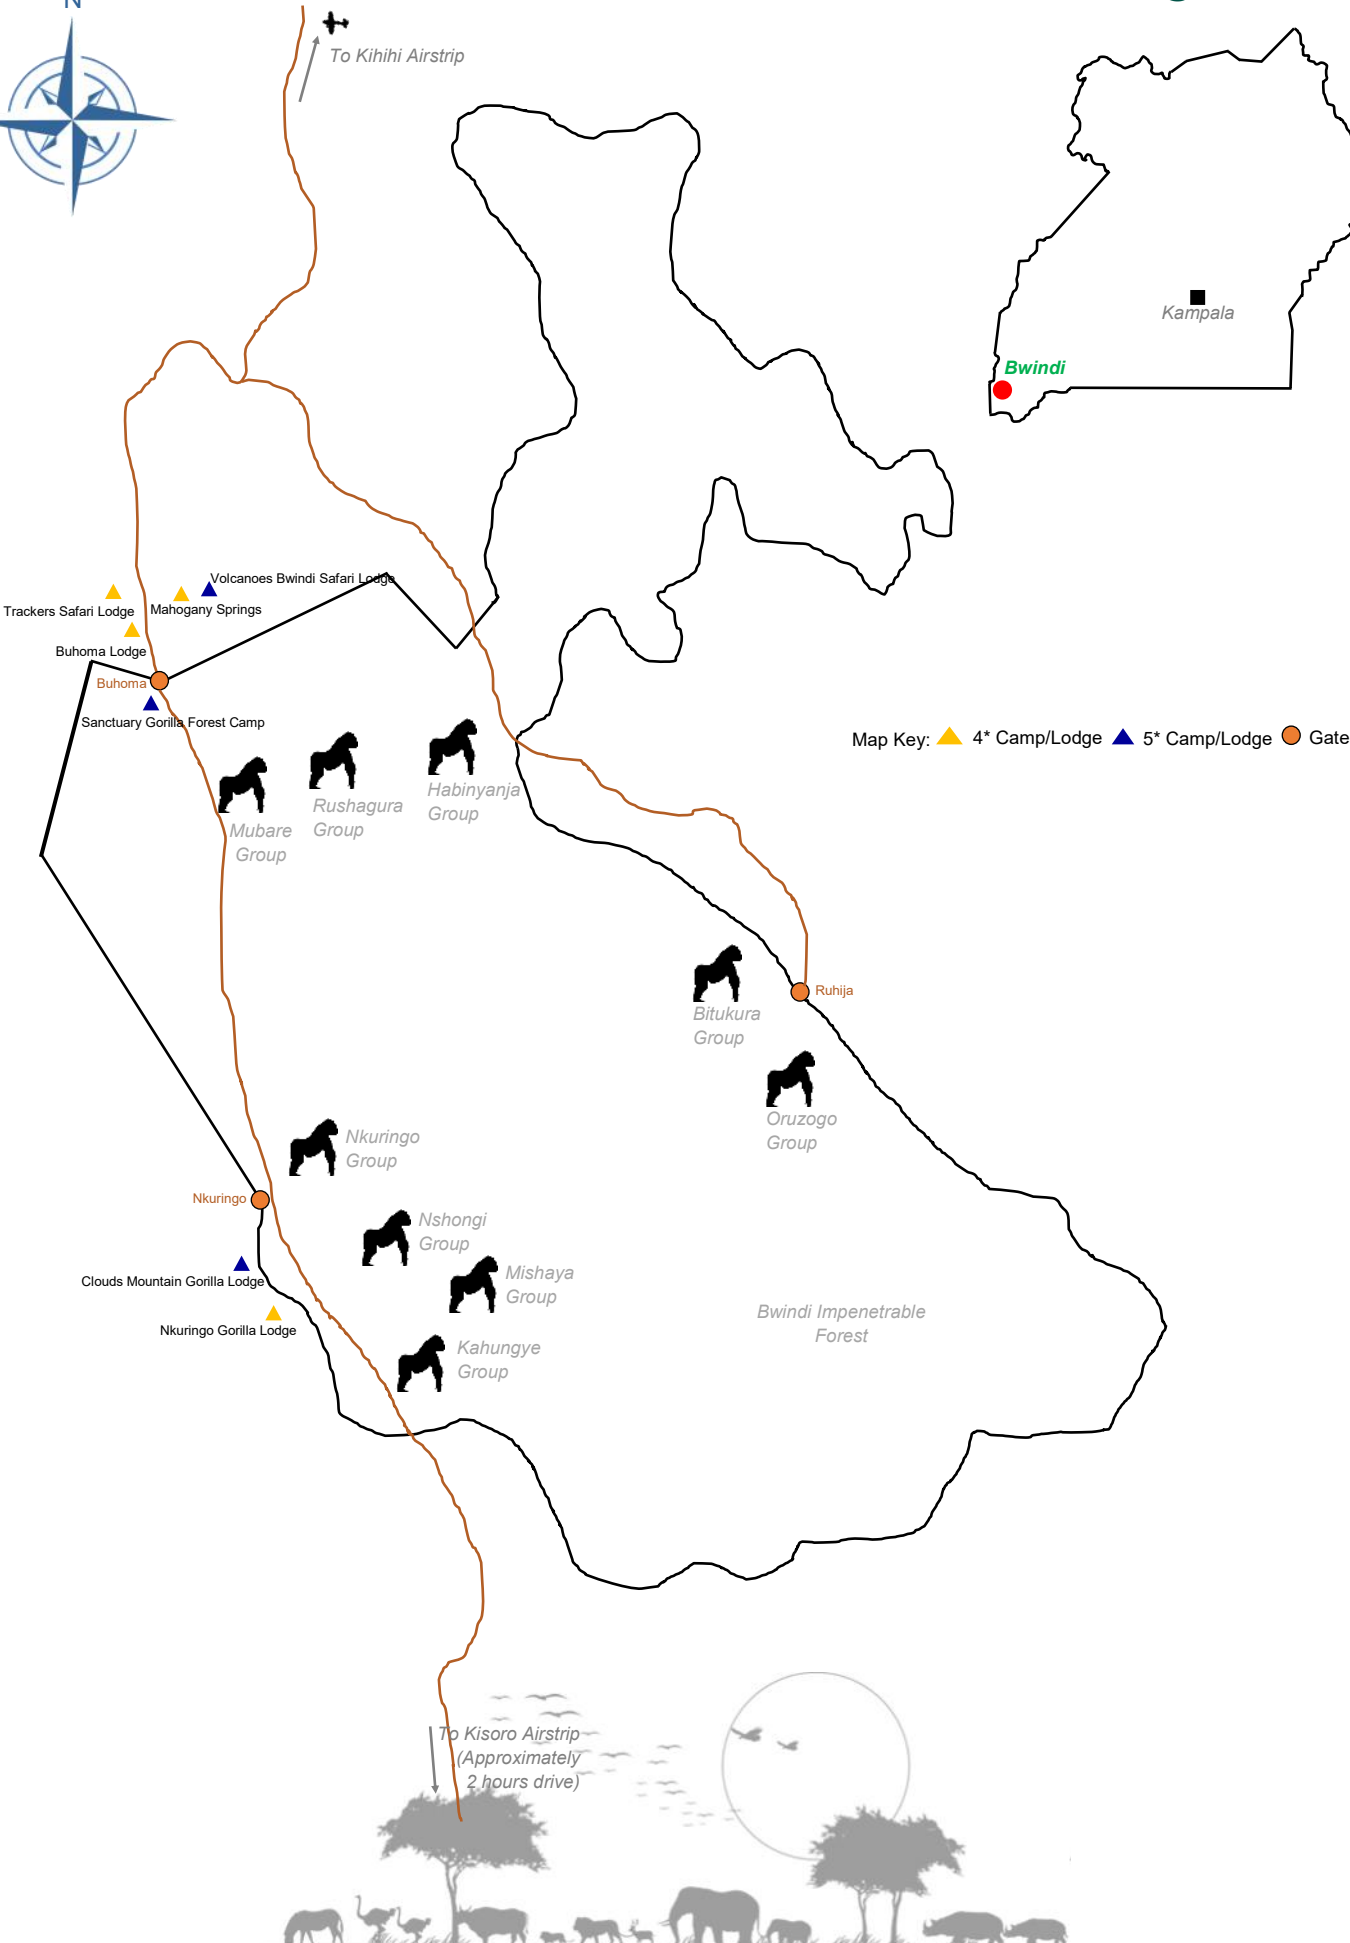 N
To Kihihi Airstrip
Kampala
Bwindi
Volcanoes Bwindi Safari Lodge
Trackers Safari Lodge
Mahogany Springs
Buhoma Lodge
Buhoma
Sanctuary Gorilla Forest Camp
Map Key: 4* Camp/Lodge 5* Camp/Lodge Gate
Habinyanja
Group
Rushagura
Group
Mubare
Group
Ruhija
Bitukura
Group
Oruzogo
Group
Nkuringo
Group
Nkuringo
Nshongi
Group
Mishaya
Group
Clouds Mountain Gorilla Lodge
Nkuringo Gorilla Lodge
Bwindi Impenetrable
Forest
Kahungye
Group
To Kisoro Airstrip
(Approximately
2 hours drive)